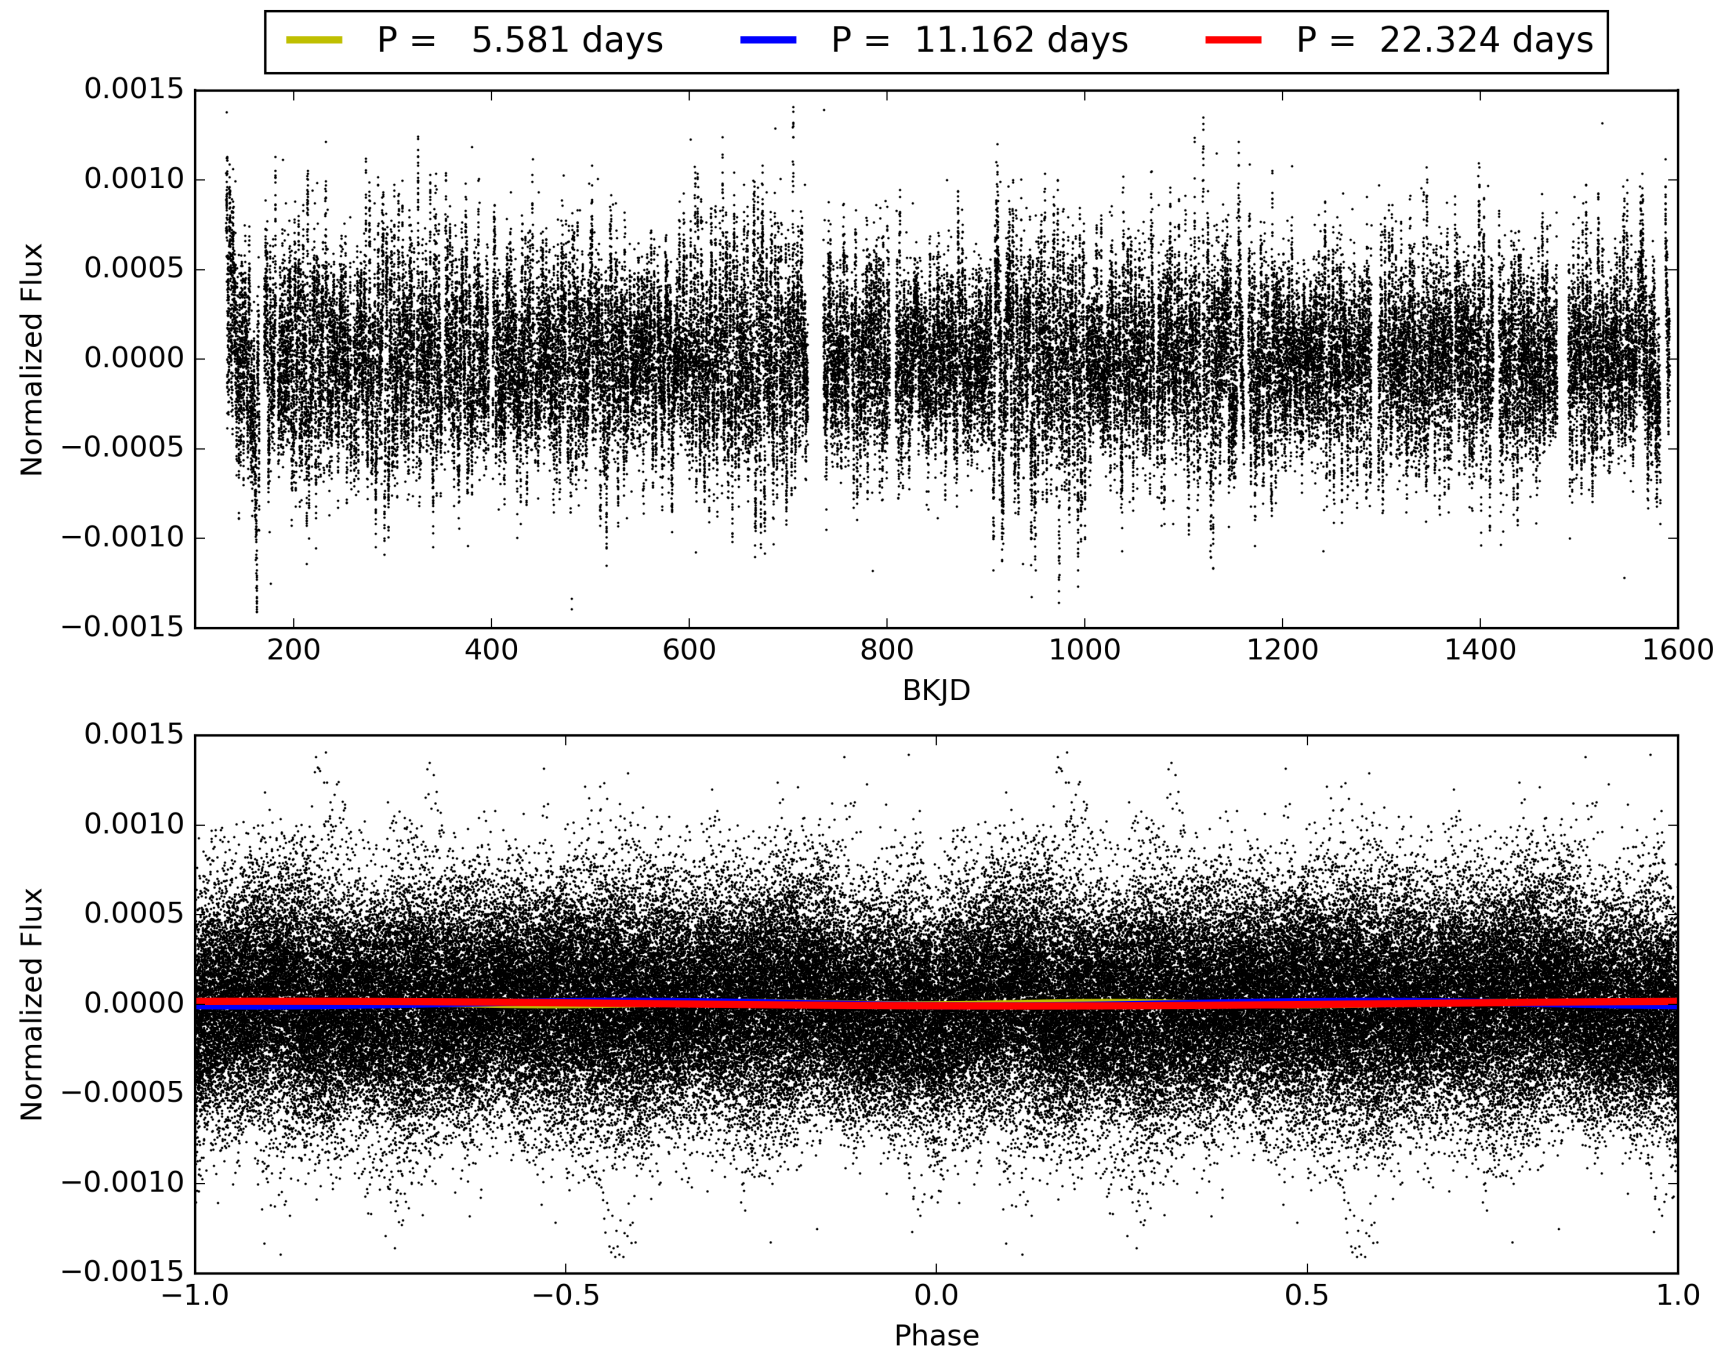 P = 5.581 days P = 11.162 days P = 22.324 days
0.0015
0.0010
0.0005
0.0000
−0.0005
−0.0010
−0.0015
Normalized Flux
200 400 600 800 1000 1200 1400 1600
BKJD
0.0015
0.0010
0.0005
0.0000
−0.0005
−0.0010
−0.0015
Normalized Flux
−1.0 −0.5 0.0 0.5 1.0
Phase